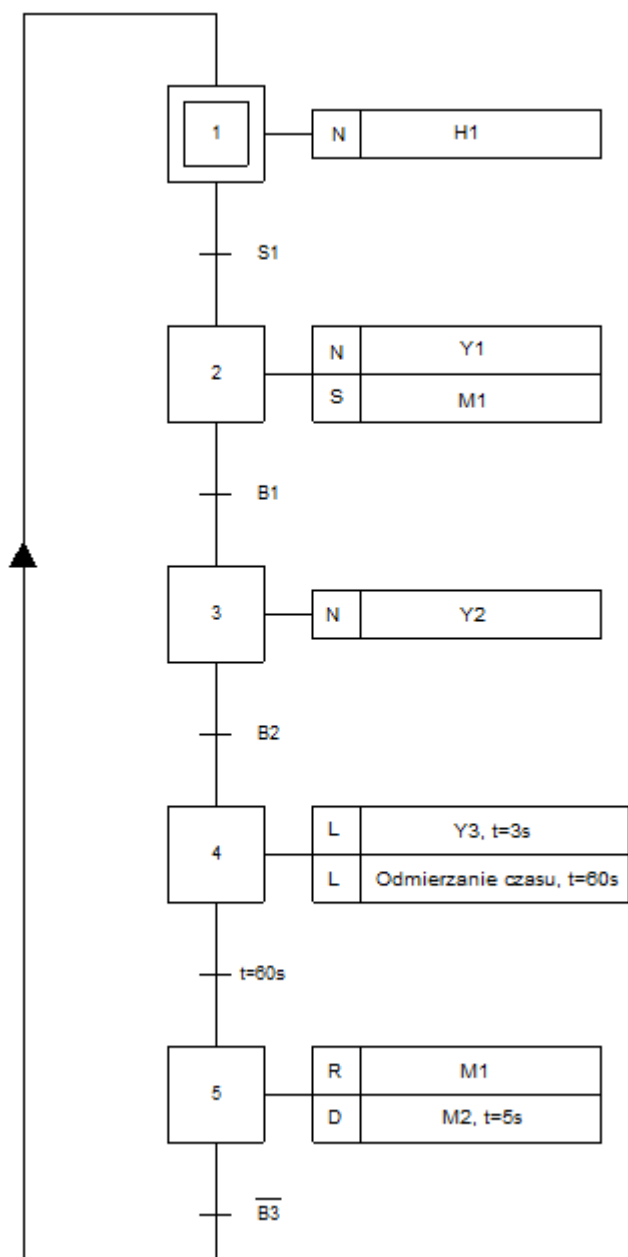 1
N H1
S1
2
N Y1
S M1
B1
3
N Y2
B2
4
L Y3, t=3s
L Odmierzanie czasu, t=60s
t=60s
5
R M1
D M2, t=5s
B3